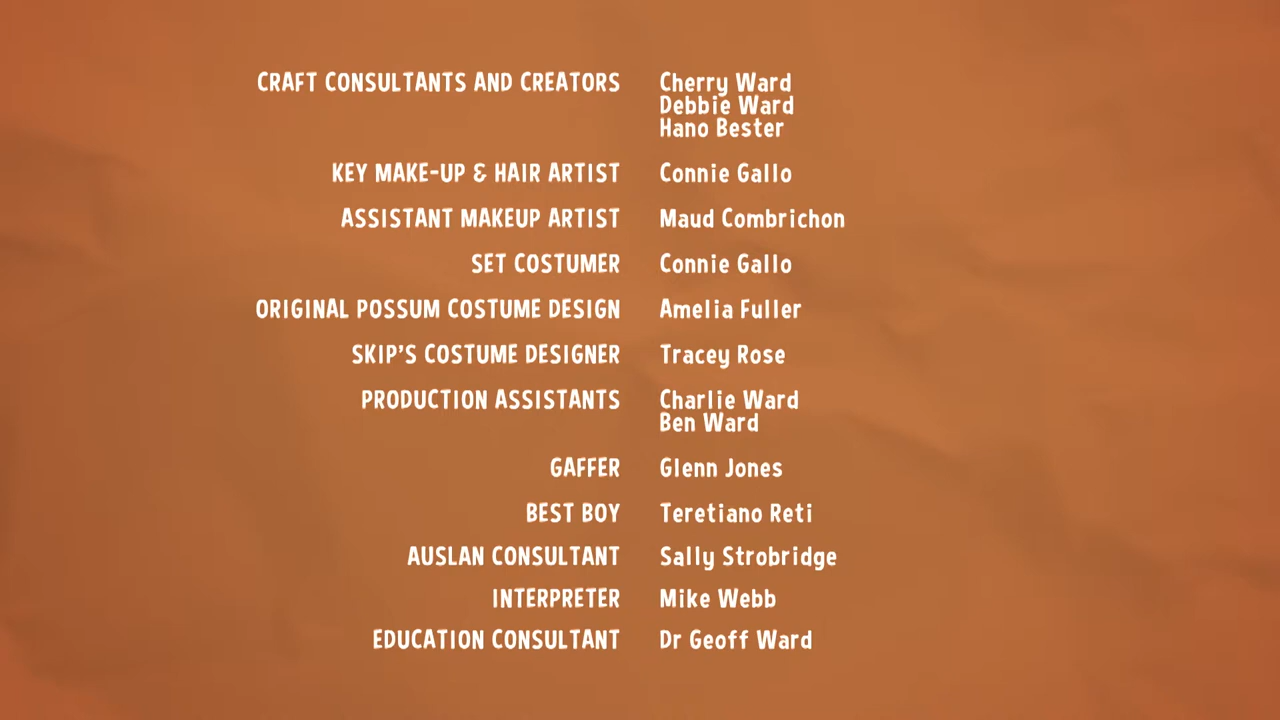 CRAFT CONSULTANTS AND CREATORS Cherry Ward
Debbie Ward
Hano Bester
KEY MAKE-UP & HAIR ARTIST Connie Gallo
ASSISTANT MAKEUP ARTIST Maud Combrichon
SET COSTUMER Connie Gallo
ORIGINAL POSSUM COSTUME DESIGN Amelia Fuller
SKIP'S COSTUME DESIGNER Tracey Rose
PRODUCTION ASSISTANTS Charlie Ward
Ben Ward
GAFFER Glenn Jones
BEST BOY Teretiano Reti
AUSLAN CONSULTANT Sally Strobridge
INTERPRETER Mike Webb
EDUCATION CONSULTANT Dr Geoff Ward